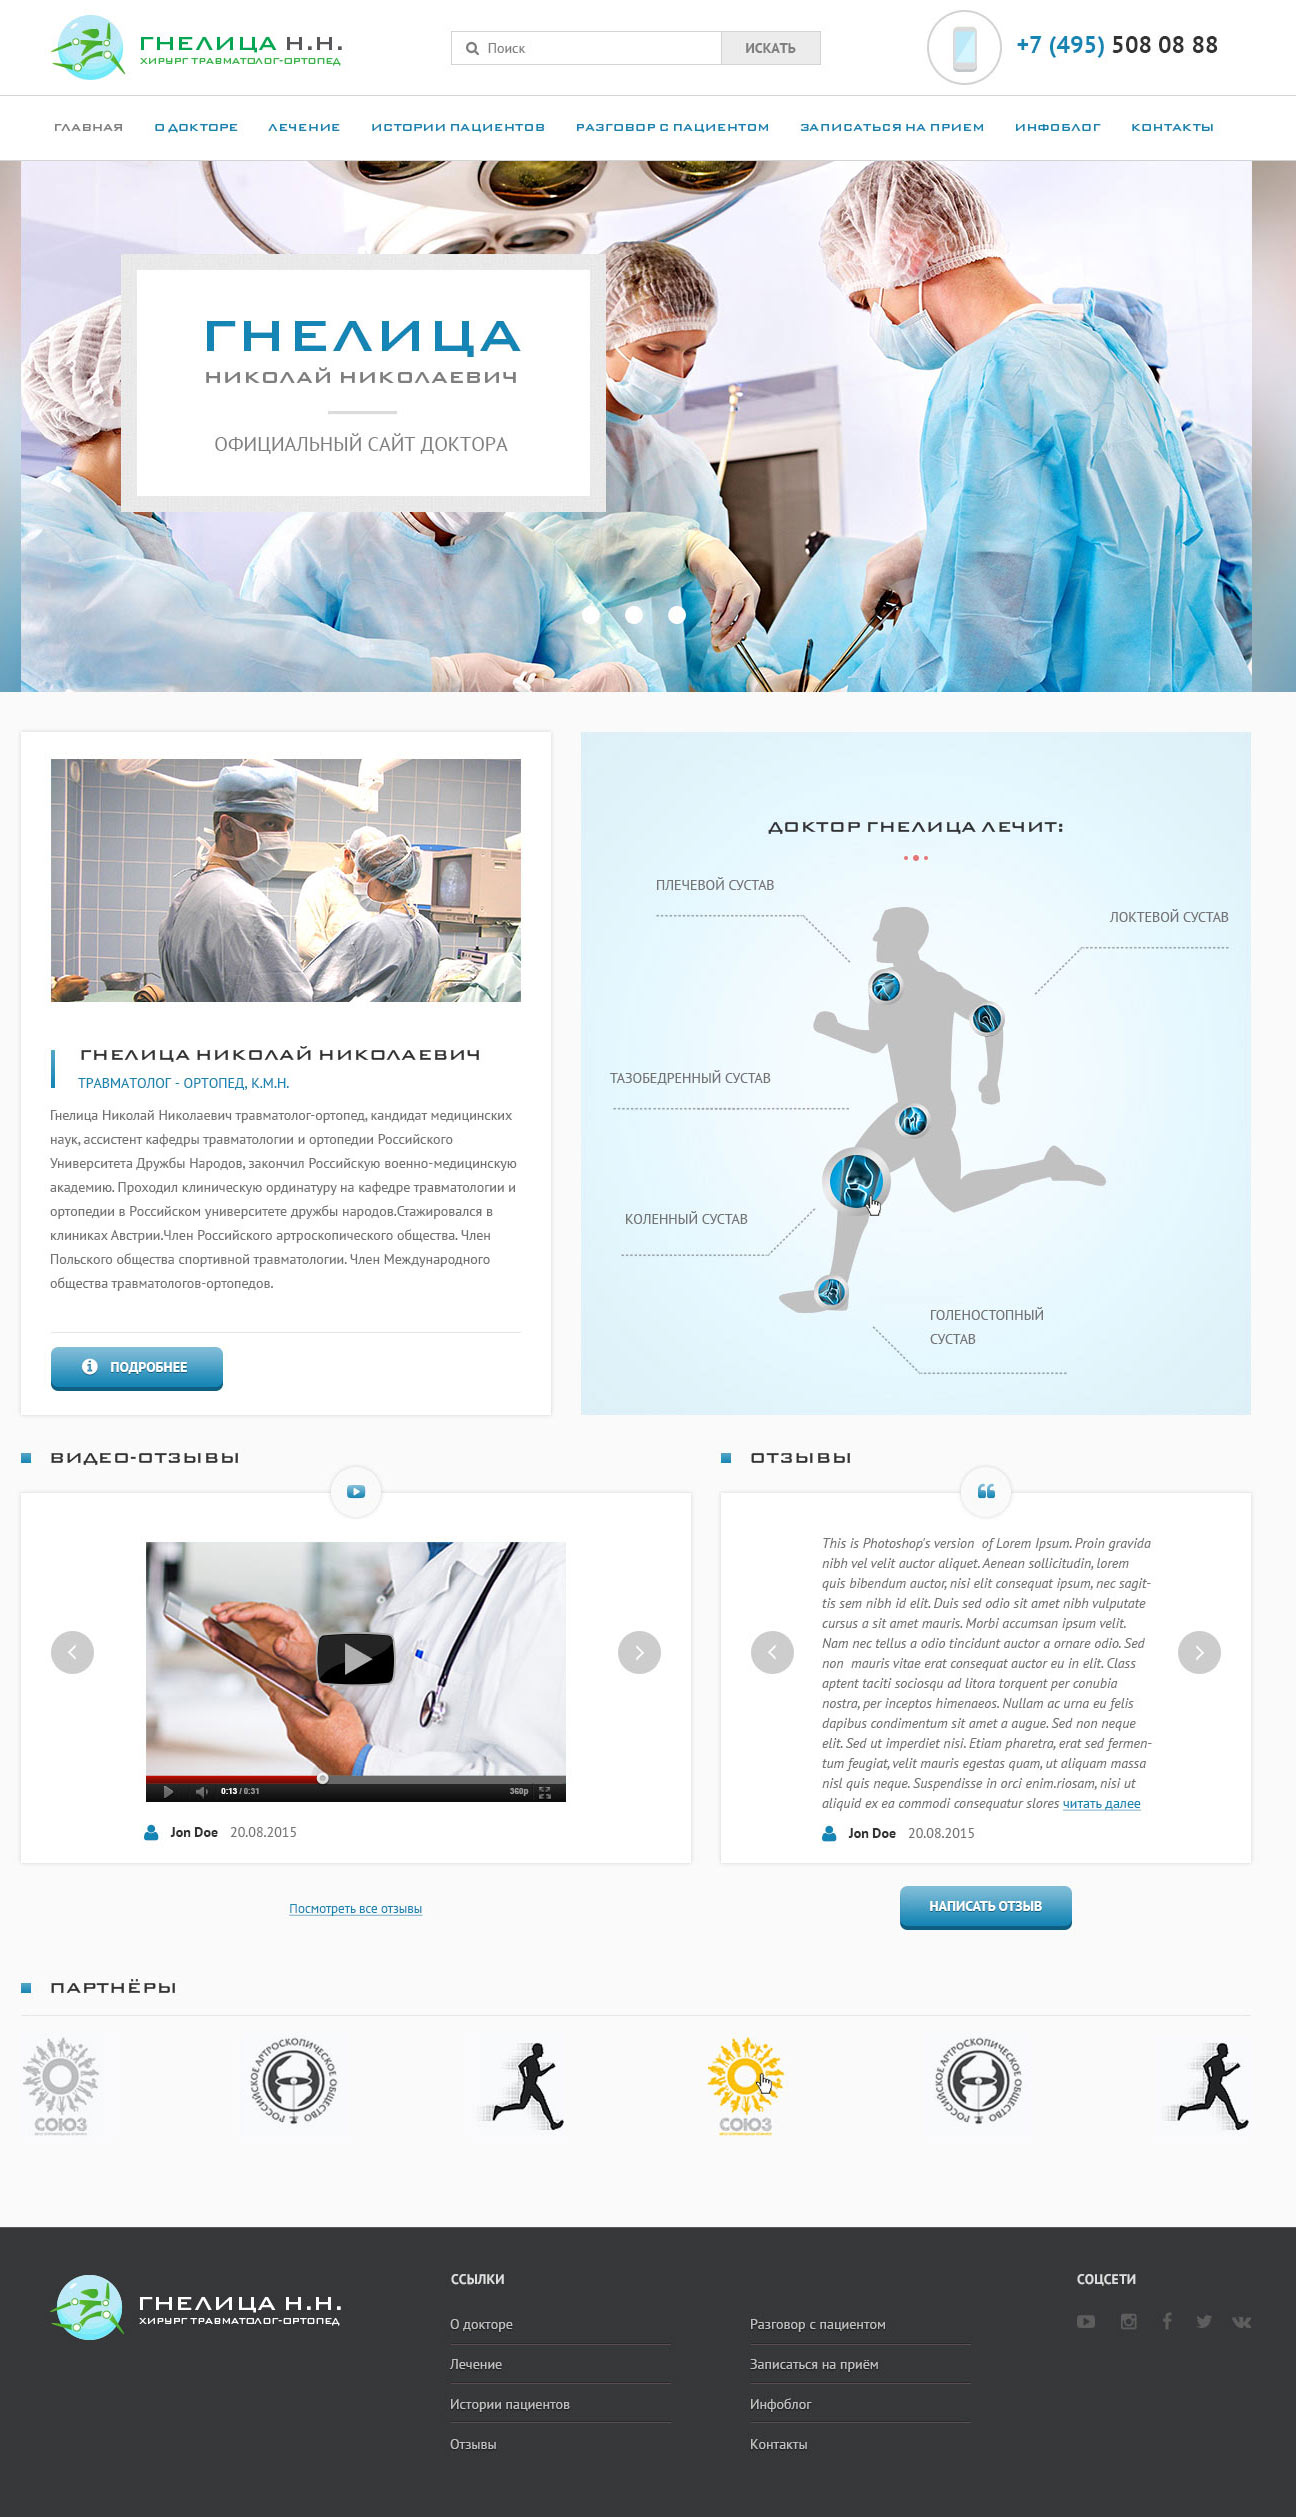 ГНЕЛИЦА Н.Н.
ХИРУРГ ТРАВМАТОЛОГ-ОРТОПЕД
Поиск
ИСКАТЬ
+7 (495) 508 08 88
ГЛАВНАЯ О ДОКТОРЕ ЛЕЧЕНИЕ ИСТОРИИ ПАЦИЕНТОВ РАЗГОВОР С ПАЦИЕНТОМ ЗАПИСАТЬСЯ НА ПРИЕМ ИНФОБЛОГ КОНТАКТЫ
ГНЕЛИЦА
НИКОЛАЙ НИКОЛАЕВИЧ
ОФИЦИАЛЬНЫЙ САЙТ ДОКТОРА
ГНЕЛИЦА НИКОЛАЙ НИКОЛАЕВИЧ
ТРАВМАТОЛОГ - ОРТОПЕД, К.М.Н.
Гнелица Николай Николаевич травматолог-ортопед, кандидат медицинских
наук, ассистент кафедры травматологии и ортопедии Российского
Университета Дружбы Народов, закончил Российскую военно-медицинскую
академию. Проходил клиническую ординатуру на кафедре травматологии и
ортопедии в Российском университете дружбы народов.Стажировался в
клиниках Австрии.Член Российского артроскопического общества. Член
Польского общества спортивной травматологии. Член Международного
общества травматологов-ортопедов.
ПОДРОБНЕЕ
ДОКТОР ГНЕЛИЦА ЛЕЧИТ:
ПЛЕЧЕВОЙ СУСТАВ
ЛОКТЕВОЙ СУСТАВ
ТАЗОБЕДРЕННЫЙ СУСТАВ
КОЛЕННЫЙ СУСТАВ
ГОЛЕНОСТОПНЫЙ
СУСТАВ
ВИДЕО-ОТЗЫВЫ
0:13 / 0:31
360p
Jon Doe 20.08.2015
Посмотреть все отзывы
ОТЗЫВЫ
This is Photoshop's version  of Lorem Ipsum. Proin gravida
nibh vel velit auctor aliquet. Aenean sollicitudin, lorem
quis bibendum auctor, nisi elit consequat ipsum, nec sagit-
tis sem nibh id elit. Duis sed odio sit amet nibh vulputate
cursus a sit amet mauris. Morbi accumsan ipsum velit.
Nam nec tellus a odio tincidunt auctor a ornare odio. Sed
non  mauris vitae erat consequat auctor eu in elit. Class
aptent taciti sociosqu ad litora torquent per conubia
nostra, per inceptos himenaeos. Nullam ac urna eu felis
dapibus condimentum sit amet a augue. Sed non neque
elit. Sed ut imperdiet nisi. Etiam pharetra, erat sed fermen-
tum feugiat, velit mauris egestas quam, ut aliquam massa
nisl quis neque. Suspendisse in orci enim.riosam, nisi ut
aliquid ex ea commodi consequatur slores читать далее
Jon Doe 20.08.2015
НАПИСАТЬ ОТЗЫВ
ПАРТНЁРЫ
СОЮЗ
РОССИЙСКОЕ АРТРОСКОПИЧЕСКОЕ ОБЩЕСТВО
СОЮЗ
РОССИЙСКОЕ АРТРОСКОПИЧЕСКОЕ ОБЩЕСТВО
ГНЕЛИЦА Н.Н.
ХИРУРГ ТРАВМАТОЛОГ-ОРТОПЕД
ССЫЛКИ
О докторе
Лечение
Истории пациентов
Отзывы
Разговор с пациентом
Записаться на приём
Инфоблог
Контакты
СОЦСЕТИ